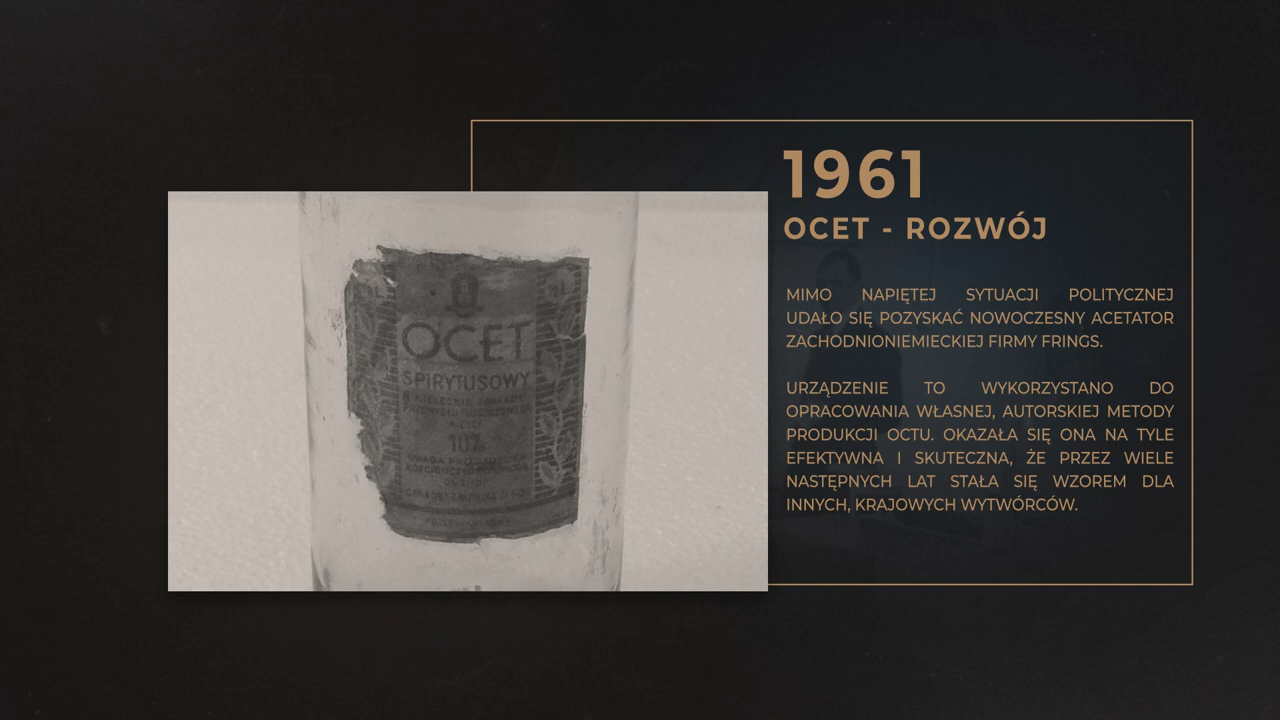 1961
OCET - ROZWÓJ
MIMO NAPIĘTEJ SYTUACJI POLITYCZNEJ
UDAŁO SIĘ POZYSKAĆ NOWOCZESNY ACETATOR
ZACHODNIONIEMIECKIEJ FIRMY FRINGS.
URZĄDZENIE TO WYKORZYSTANO DO
OPRACOWANIA WŁASNEJ, AUTORSKIEJ METODY
PRODUKCJI OCTU. OKAZAŁA SIĘ ONA NA TYLE
EFEKTYWNA I SKUTECZNA, ŻE PRZEZ WIELE
NASTĘPNYCH LAT STAŁA SIĘ WZOREM DLA
INNYCH, KRAJOWYCH WYTWÓRCÓW.
OCET
SPIRYTUSOWY
KIELECKIE ZAKŁADY
10%